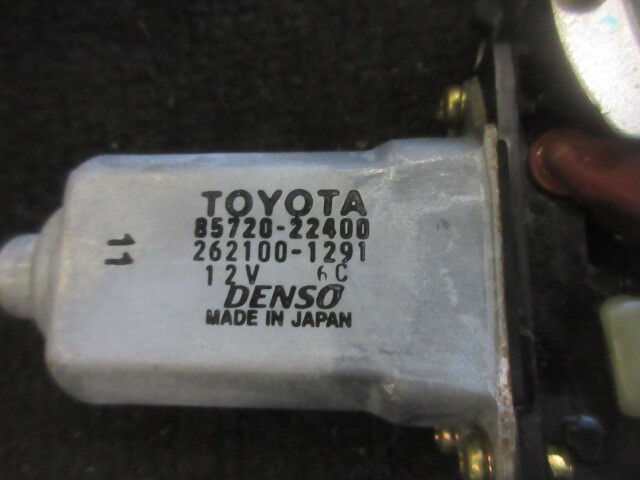 TOYOTA
85720-22400
262100-1291
12V 6C
DENSO
MADE IN JAPAN
11